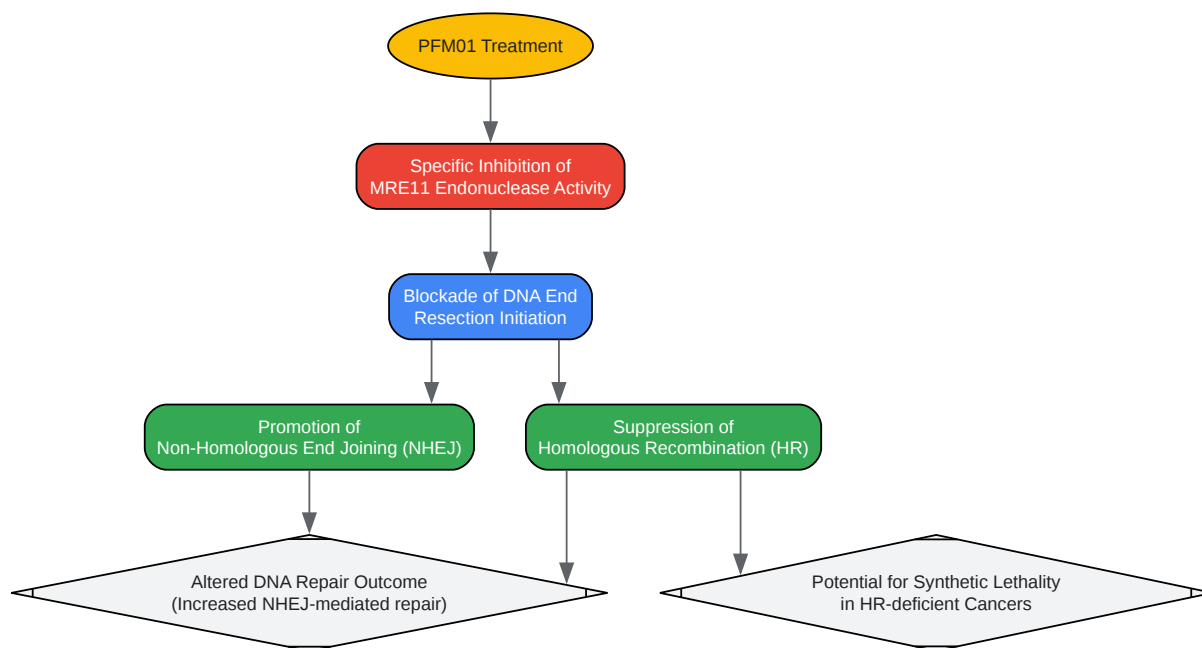 PFM01 Treatment
Specific Inhibition of
MRE11 Endonuclease Activity
Blockade of DNA End
Resection Initiation
Promotion of
Non-Homologous End Joining (NHEJ)
Suppression of
Homologous Recombination (HR)
Altered DNA Repair Outcome
(Increased NHEJ-mediated repair)
Potential for Synthetic Lethality
in HR-deficient Cancers